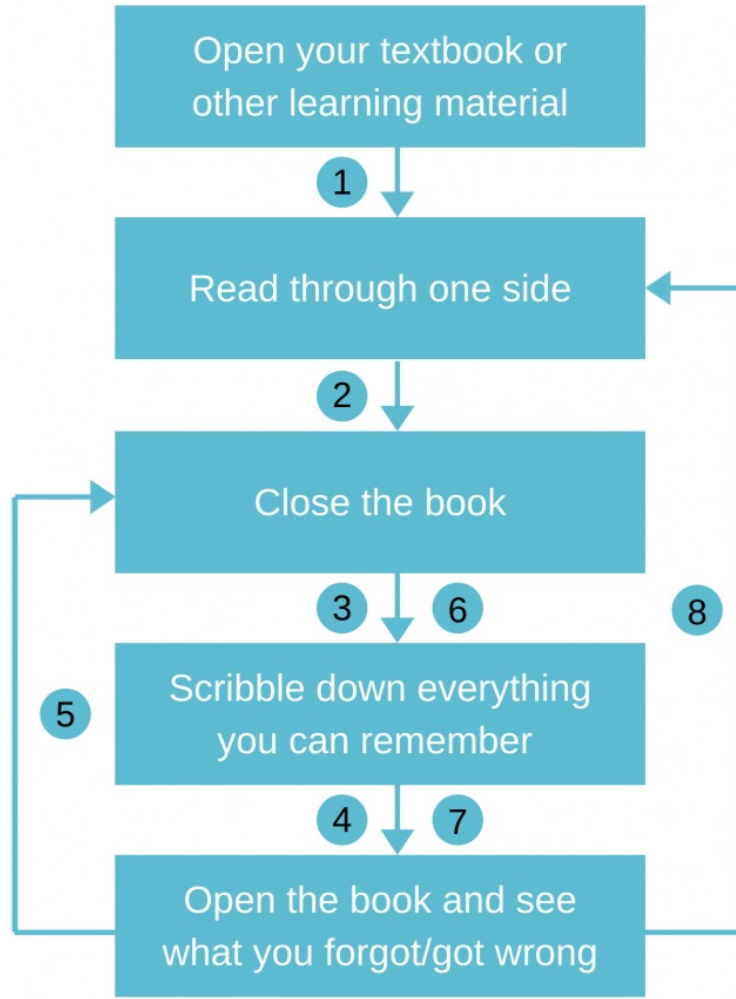 Open your textbook or
other learning material
1
Read through one side
2
Close the book
3 6
8
Scribble down everything
you can remember
5
4 7
Open the book and see
what you forgot/got wrong